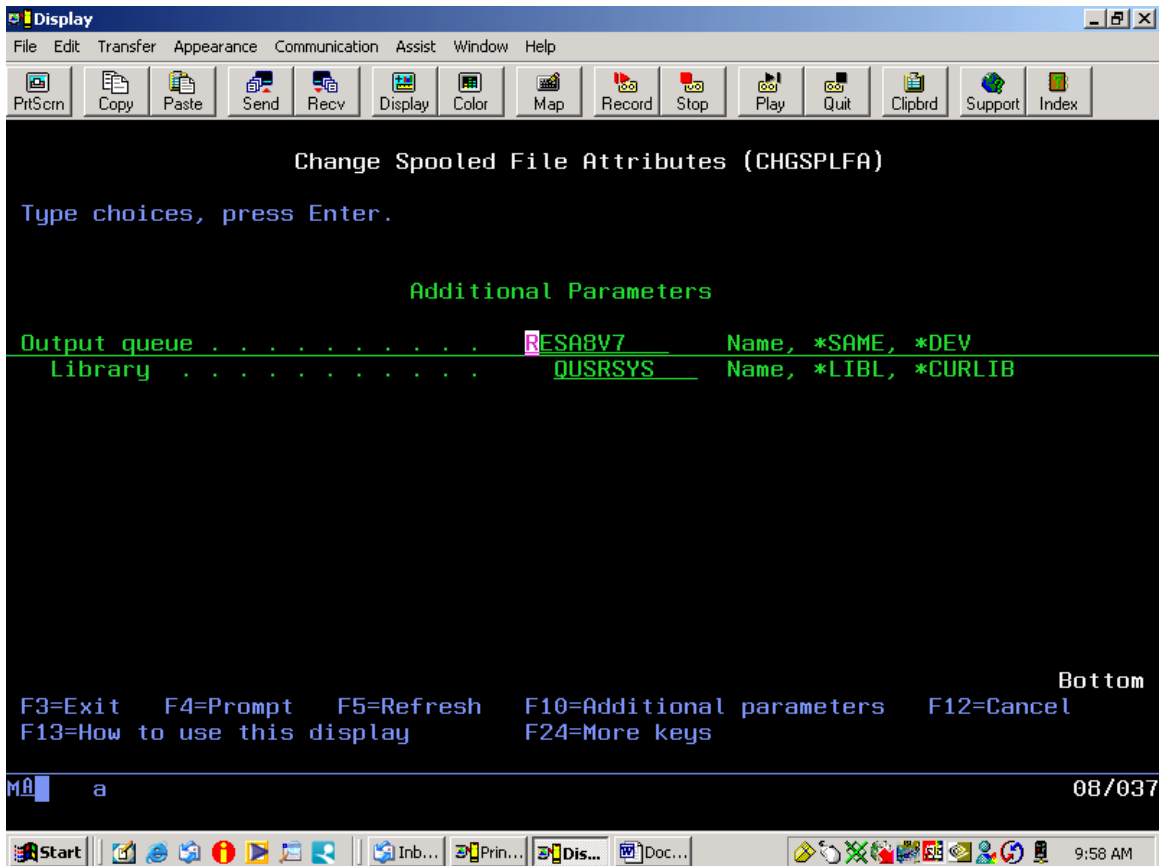 Display
File Edit Transfer Appearance Communication Assist Window Help
PrtScrn Copy Paste Send Recv Display Color Map Record Stop Play Quit Clipbrd Support Index
Change Spooled File Attributes (CHGSPLFA)
Type choices, press Enter.
Additional Parameters
Output queue . . . . . . . . . . RESA8V7 Name, *SAME, *DEV
Library . . . . . . . . . . . QUSRSYS Name, *LIBL, *CURLIB
Bottom
F3=Exit F4=Prompt F5=Refresh F10=Additional parameters F12=Cancel
F13=How to use this display F24=More keys
MA a 08/037
Start Inb... Prin... Dis... Doc... 9:58 AM